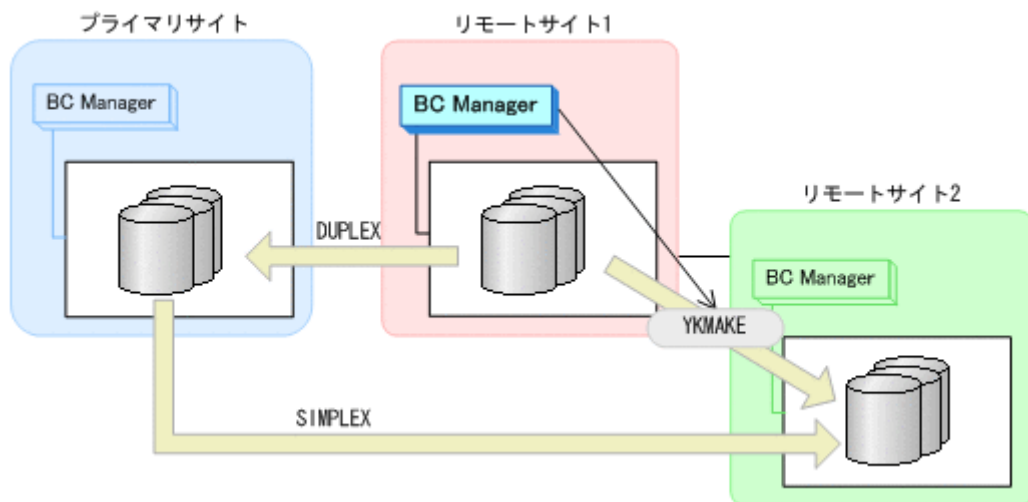 プライマリサイト
リモートサイト1
BC Manager
BC Manager
リモートサイト2
DUPLEX
BC Manager
YKMAKE
SIMPLEX